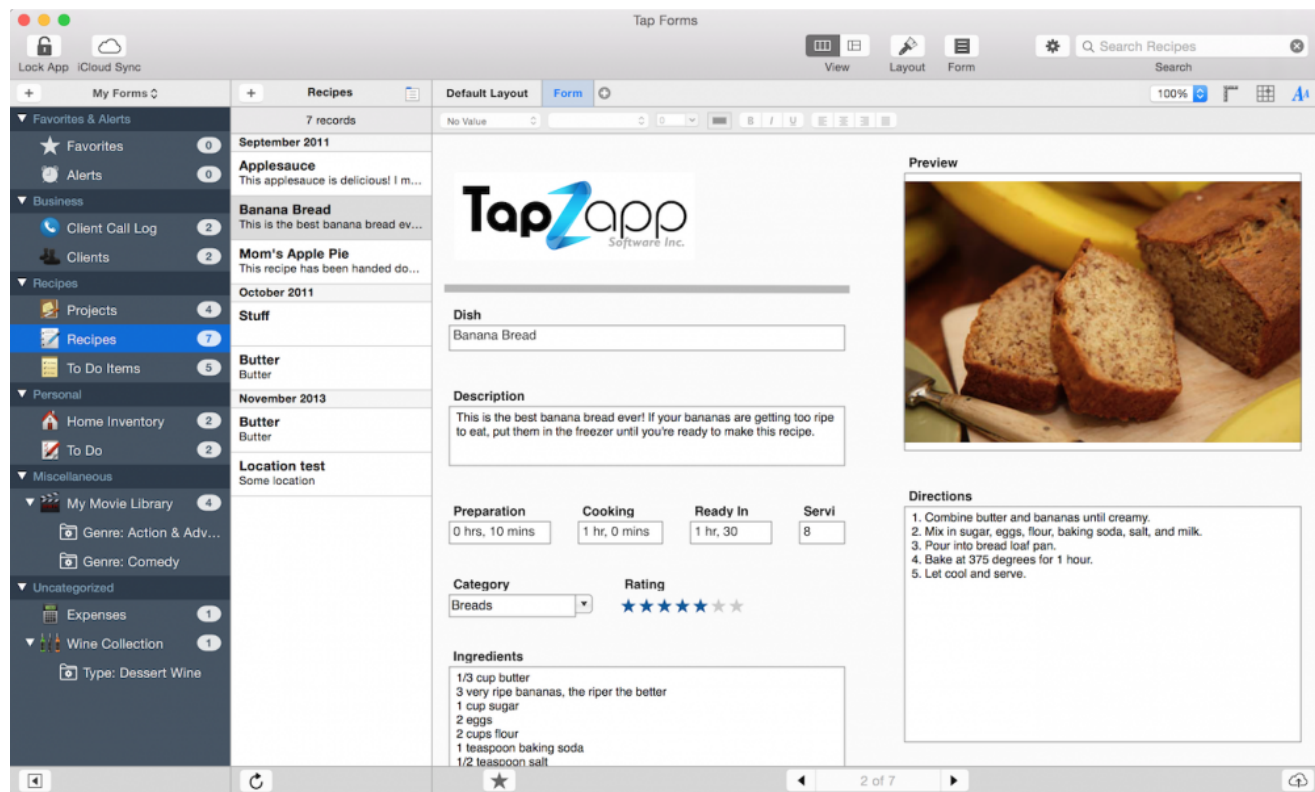 Tap Forms
Lock App
iCloud Sync
View
Layout
Form
Search Recipes
Search
+
My Forms
+
Recipes
Default Layout
Form
100%
Favorites & Alerts
Favorites
0
Alerts
0
Business
Client Call Log
2
Clients
2
Recipes
Projects
4
Recipes
7
To Do Items
5
Personal
Home Inventory
2
To Do
2
Miscellaneous
My Movie Library
4
Genre: Action & Adv...
Genre: Comedy
Uncategorized
Expenses
1
Wine Collection
1
Type: Dessert Wine
7 records
September 2011
Applesauce
This applesauce is delicious! I m...
Banana Bread
This is the best banana bread ev...
Mom's Apple Pie
This recipe has been handed do...
October 2011
Stuff
Butter
Butter
November 2013
Butter
Butter
Location test
Some location
No Value
0
B I U
TapZapp
Software Inc.
Dish
Banana Bread
Description
This is the best banana bread ever! If your bananas are getting too ripe
to eat, put them in the freezer until you're ready to make this recipe.
Preparation
0 hrs, 10 mins
Cooking
1 hr, 0 mins
Ready In
1 hr, 30
Servi
8
Category
Breads
Rating
Ingredients
1/3 cup butter
3 very ripe bananas, the riper the better
1 cup sugar
2 eggs
2 cups flour
1 teaspoon baking soda
1/2 teaspoon salt
Preview
Directions
1. Combine butter and bananas until creamy.
2. Mix in sugar, eggs, flour, baking soda, salt, and milk.
3. Pour into bread loaf pan.
4. Bake at 375 degrees for 1 hour.
5. Let cool and serve.
2 of 7